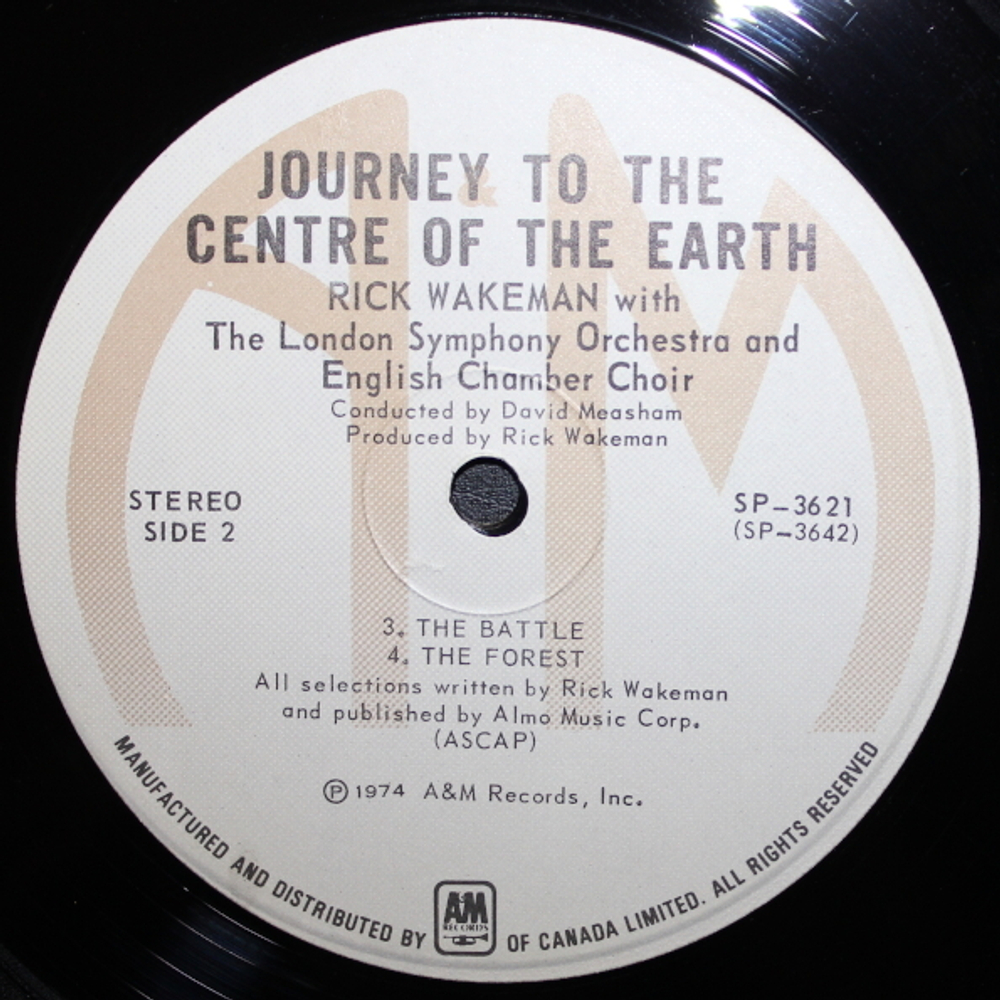 JOURNEY TO THE
CENTRE OF THE EARTH
RICK WAKEMAN with
The London Symphony Orchestra and
English Chamber Choir
Conducted by David Measham
Produced by Rick Wakeman
STEREO
SIDE 2
SP-3621
(SP-3642)
3. THE BATTLE
4. THE FOREST
All selections written by Rick Wakeman
and published by Almo Music Corp.
(ASCAP)
Ⓟ 1974 A&M Records, Inc.
MANUFACTURED AND DISTRIBUTED BY A&M RECORDS OF CANADA LIMITED. ALL RIGHTS RESERVED
A&M